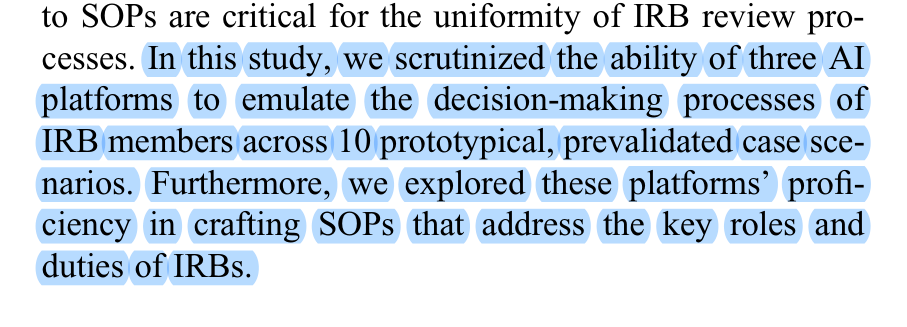 to SOPs are critical for the uniformity of IRB review pro-
cesses. In this study, we scrutinized the ability of three AI
platforms to emulate the decision-making processes of
IRB members across 10 prototypical, prevalidated case sce-
narios. Furthermore, we explored these platforms’ profi-
ciency in crafting SOPs that address the key roles and
duties of IRBs.